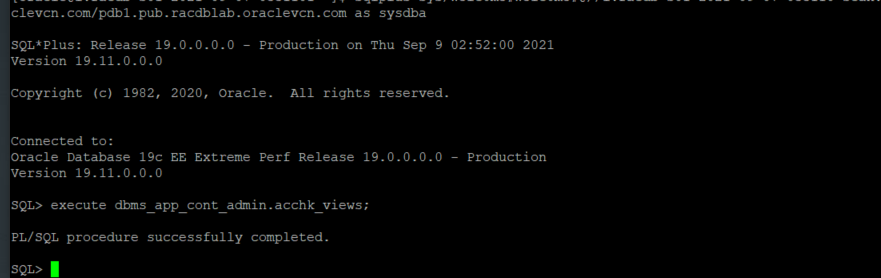 clevcn.com/pdb1.pub.racdblab.oraclevcn.com as sysdba
SQL*Plus: Release 19.0.0.0.0 - Production on Thu Sep 9 02:52:00 2021
Version 19.11.0.0.0
Copyright (c) 1982, 2020, Oracle.  All rights reserved.
Connected to:
Oracle Database 19c EE Extreme Perf Release 19.0.0.0.0 - Production
Version 19.11.0.0.0
SQL> execute dbms_app_cont_admin.acchk_views;
PL/SQL procedure successfully completed.
SQL>